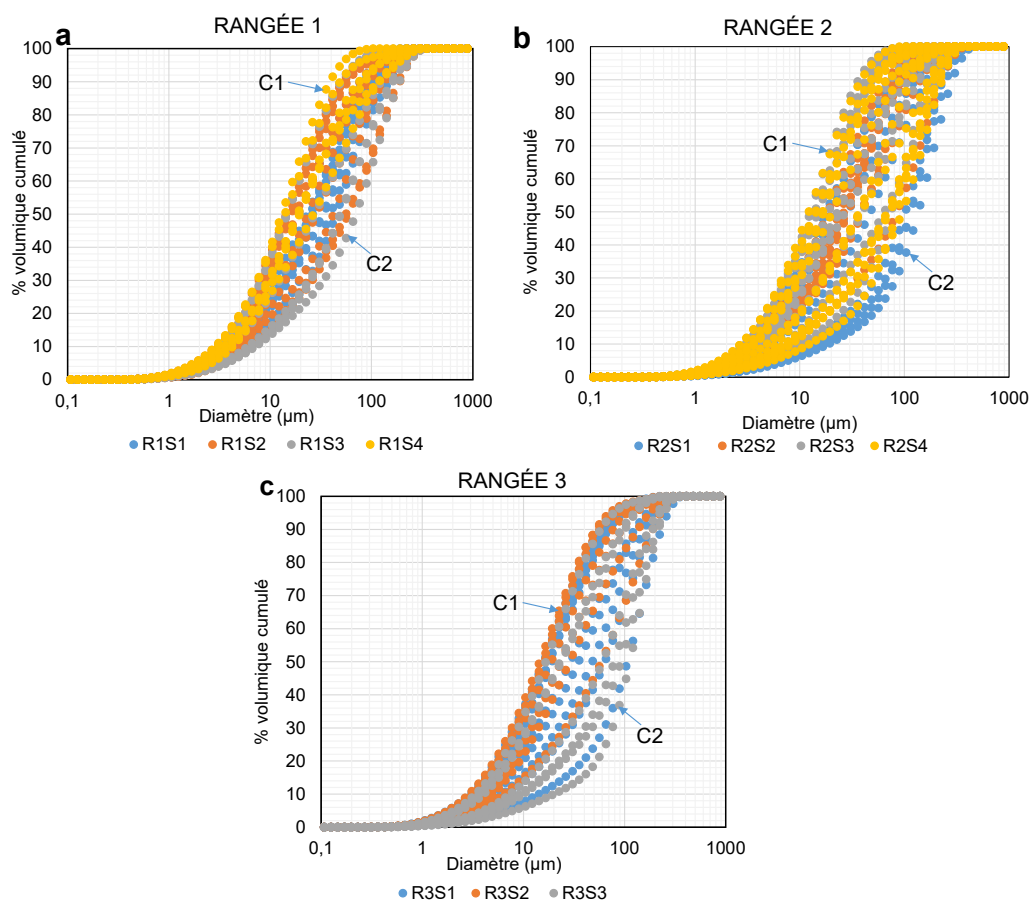 a
RANGÉE 1
100
90
80
70
60
50
40
30
20
10
0
% volumique cumulé
C1
C2
0,1 1 10 100 1000
Diamètre (µm)
R1S1 R1S2 R1S3 R1S4
b
RANGÉE 2
100
90
80
70
60
50
40
30
20
10
0
% volumique cumulé
C1
C2
0,1 1 10 100 1000
Diamètre (µm)
R2S1 R2S2 R2S3 R2S4
c
RANGÉE 3
100
90
80
70
60
50
40
30
20
10
0
% volumique cumulé
C1
C2
0,1 1 10 100 1000
Diamètre (µm)
R3S1 R3S2 R3S3